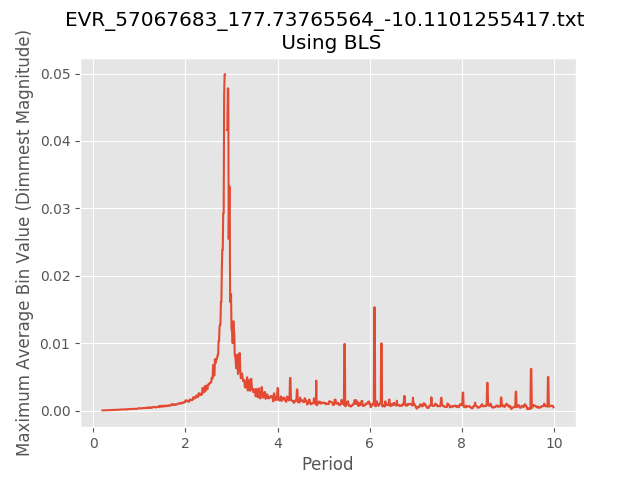 EVR_57067683_177.73765564_-10.1101255417.txt
Using BLS
Maximum Average Bin Value (Dimmest Magnitude)
0.05
0.04
0.03
0.02
0.01
0.00
0 2 4 6 8 10
Period